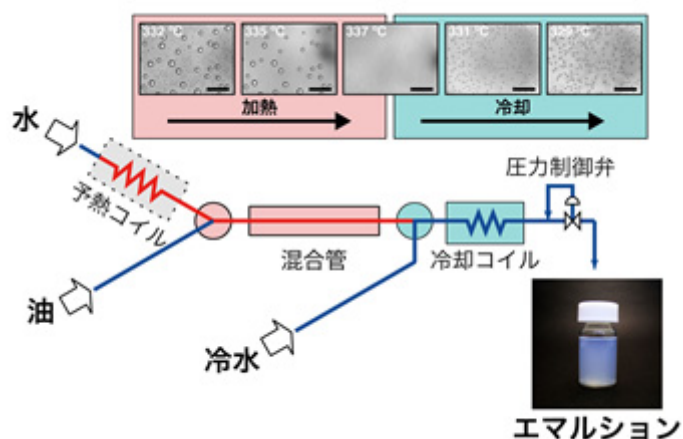 332 ℃
335 ℃
337 ℃
331 ℃
329 ℃
加熱
冷却
水
予熱コイル
圧力制御弁
混合管
冷却コイル
油
冷水
エマルション